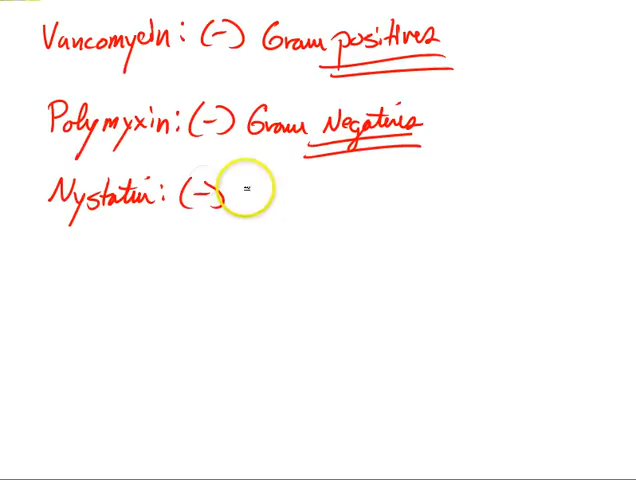 Vancomycin: (-) Gram positives
Polymyxin: (-) Gram Negatives
Nystatin: (-)